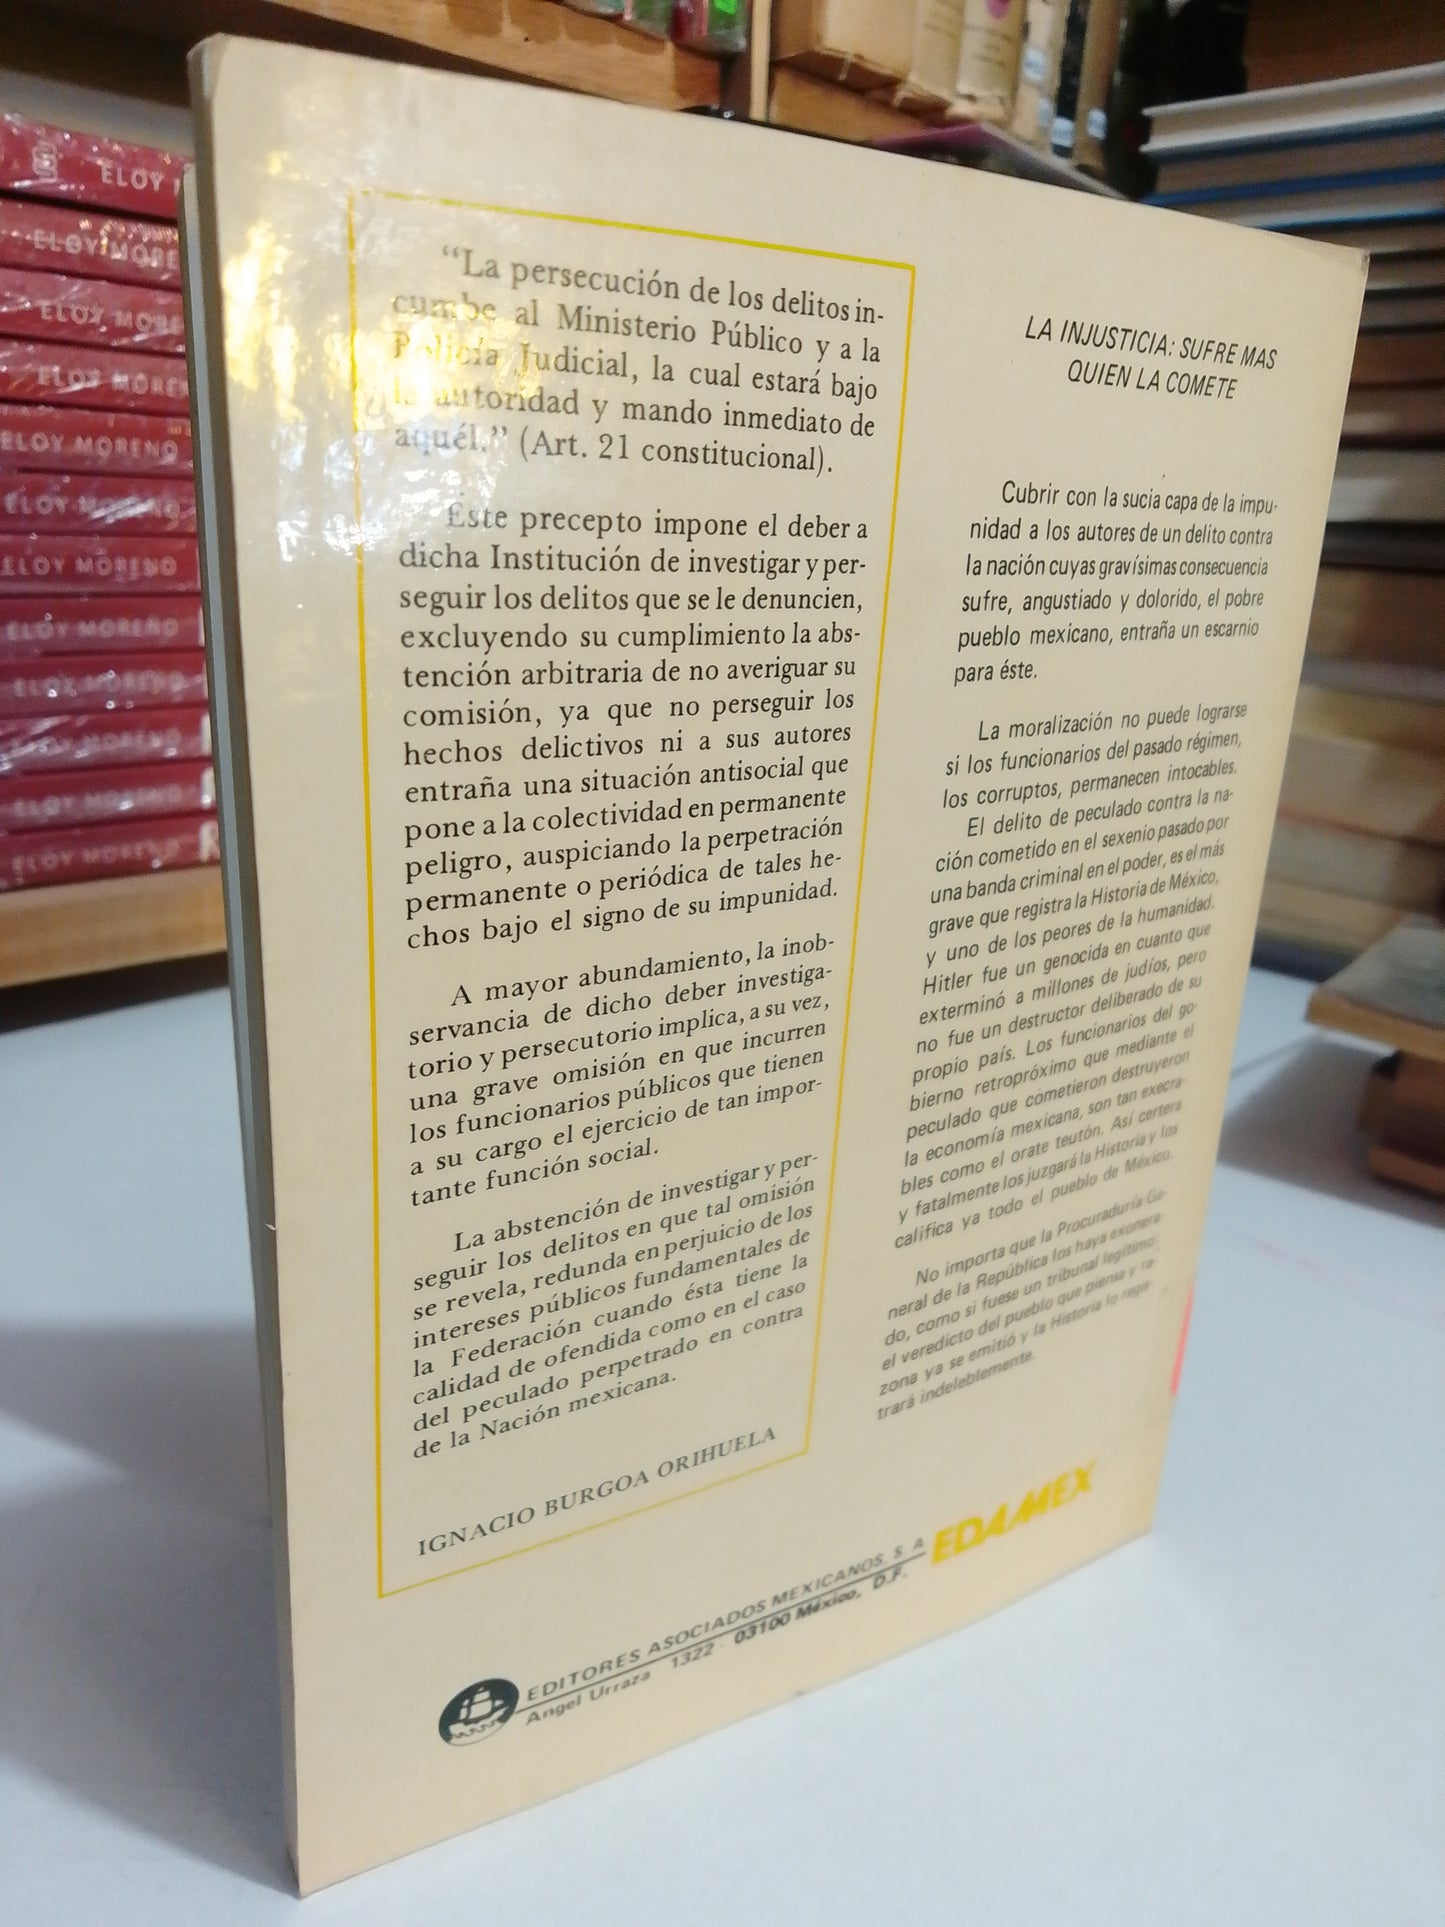 ELOY
ELOY MORE
ELOY MORE
ELOY MOREN
ELOY MORENO
ELOY MORENO
ELOY MORENO
ELOY MORENO
ELOY MORENO
ELOY MORENO
ELOY MORENO
ELOY MORENO
“La persecución de los delitos in-
cumbe al Ministerio Público y a la
Policía Judicial, la cual estará bajo
la autoridad y mando inmediato de
aquél.” (Art. 21 constitucional).
Este precepto impone el deber a
dicha Institución de investigar y per-
seguir los delitos que se le denuncien,
excluyendo su cumplimiento la abs-
tención arbitraria de no averiguar su
comisión, ya que no perseguir los
hechos delictivos ni a sus autores
entraña una situación antisocial que
pone a la colectividad en permanente
peligro, auspiciando la perpetración
permanente o periódica de tales he-
chos bajo el signo de su impunidad.
A mayor abundamiento, la inob-
servancia de dicho deber investiga-
torio y persecutorio implica, a su vez,
una grave omisión en que incurren
los funcionarios públicos que tienen
a su cargo el ejercicio de tan impor-
tante función social.
La abstención de investigar y per-
seguir los delitos en que tal omisión
se revela, redunda en perjuicio de los
intereses públicos fundamentales de
la Federación cuando ésta tiene la
calidad de ofendida como en el caso
del peculado perpetrado en contra
de la Nación mexicana.
IGNACIO BURGOA ORIHUELA
LA INJUSTICIA: SUFRE MAS
QUIEN LA COMETE
Cubrir con la sucia capa de la impu-
nidad a los autores de un delito contra
la nación cuyas gravísimas consecuencia
sufre, angustiado y dolorido, el pobre
pueblo mexicano, entraña un escarnio
para éste.
La moralización no puede lograrse
si los funcionarios del pasado régimen,
los corruptos, permanecen intocables.
El delito de peculado contra la na-
ción cometido en el sexenio pasado por
una banda criminal en el poder, es el más
grave que registra la Historia de México,
y uno de los peores de la humanidad.
Hitler fue un genocida en cuanto que
exterminó a millones de judíos, pero
no fue un destructor deliberado de su
propio país. Los funcionarios del go-
bierno retropróximo que mediante el
peculado que cometieron destruyeron
la economía mexicana, son tan execra-
bles como el orate teutón. Así certera
y fatalmente los juzgará la Historia y los
califica ya todo el pueblo de México.
No importa que la Procuraduría Ge-
neral de la República los haya exonera-
do, como si fuese un tribunal legítimo;
el veredicto del pueblo que piensa y ra-
zona ya se emitió y la Historia lo regis-
trará indeleblemente.
EDITORES ASOCIADOS MEXICANOS, S. A
Angel Urraza 1322 03100 México, D.F.
EDAMEX